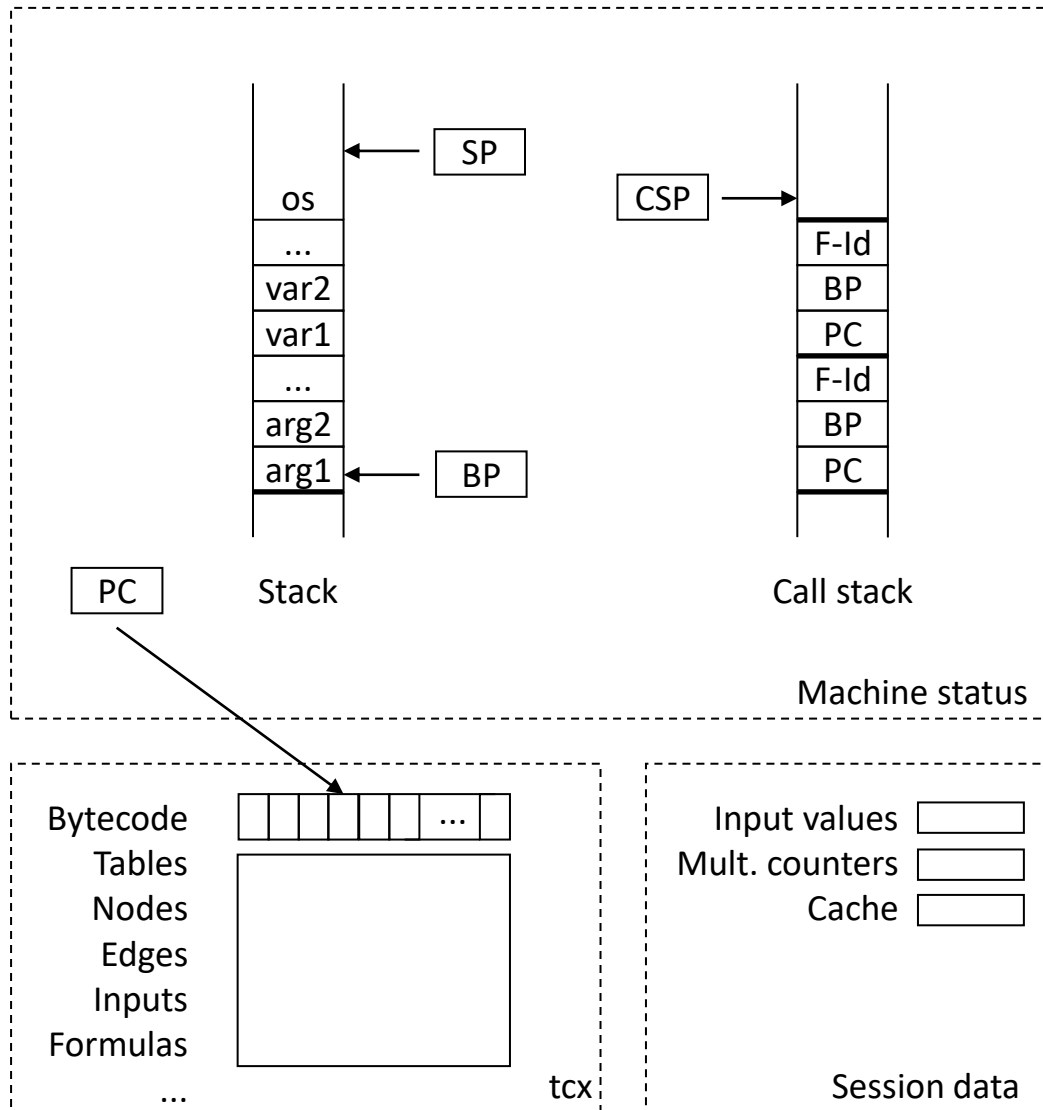 SP
os
...
var2
var1
...
arg2
arg1
BP
Stack
CSP
F-Id
BP
PC
F-Id
BP
PC
Call stack
PC
Machine status
Bytecode
...
Tables
Nodes
Edges
Inputs
Formulas
...
tcx
Input values
Mult. counters
Cache
Session data